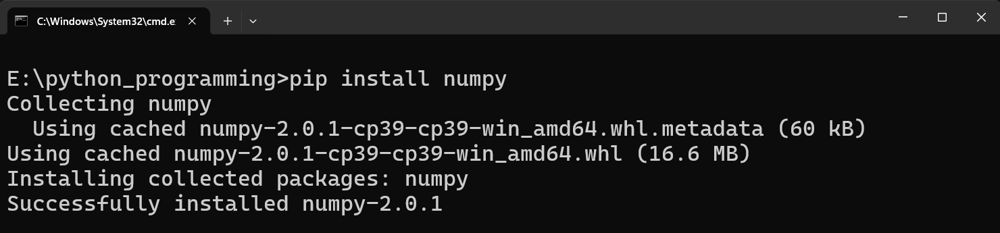 C:\Windows\System32\cmd.e
E:\python_programming>pip install numpy
Collecting numpy
  Using cached numpy-2.0.1-cp39-cp39-win_amd64.whl.metadata (60 kB)
Using cached numpy-2.0.1-cp39-cp39-win_amd64.whl (16.6 MB)
Installing collected packages: numpy
Successfully installed numpy-2.0.1